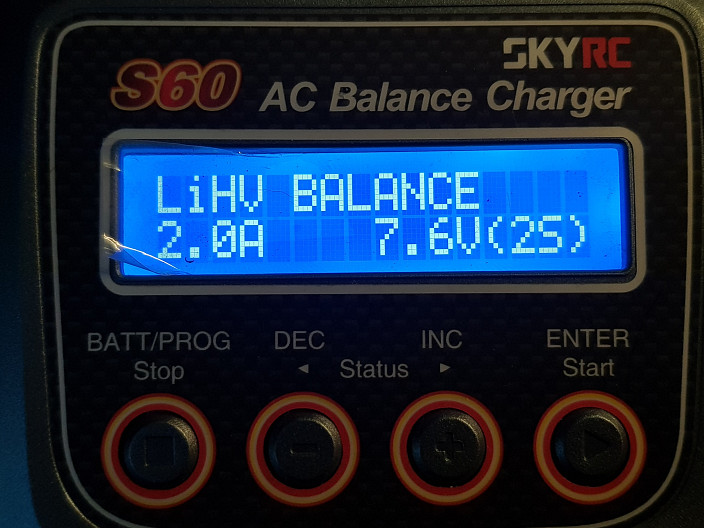 SKYRC
S60 AC Balance Charger
LiHV BALANCE
2.0A 7.6V(2S)
BATT/PROG DEC INC ENTER
Stop ◄ Status ► Start